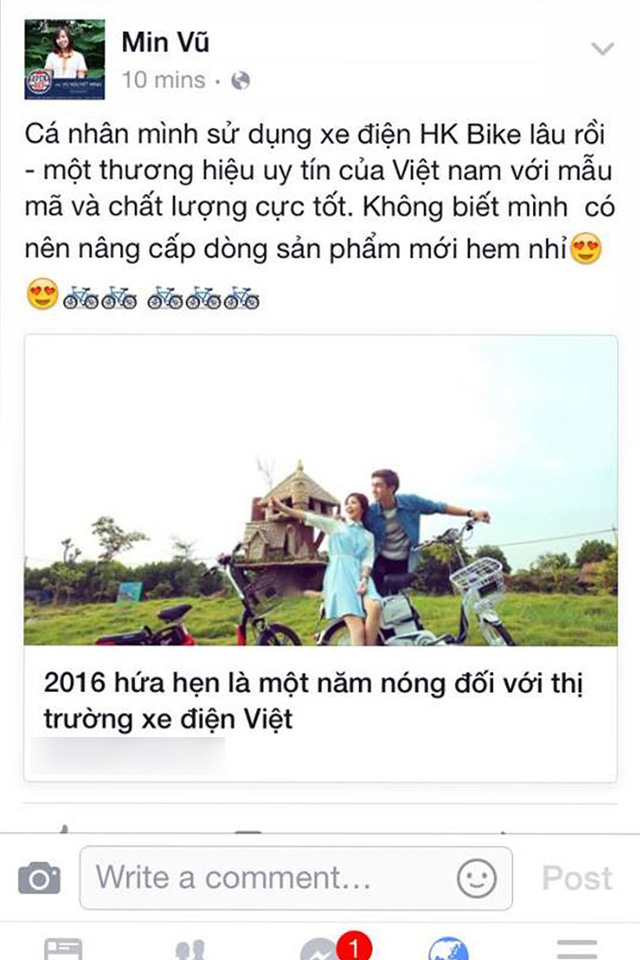 Min Vũ
10 mins
Cá nhân mình sử dụng xe điện HK Bike lâu rồi
- một thương hiệu uy tín của Việt nam với mẫu
mã và chất lượng cực tốt. Không biết mình có
nên nâng cấp dòng sản phẩm mới hem nhỉ😍
😍🚲🚲 🚲🚲🚲
2016 hứa hẹn là một năm nóng đối với thị
trường xe điện Việt
Write a comment...
Post
1